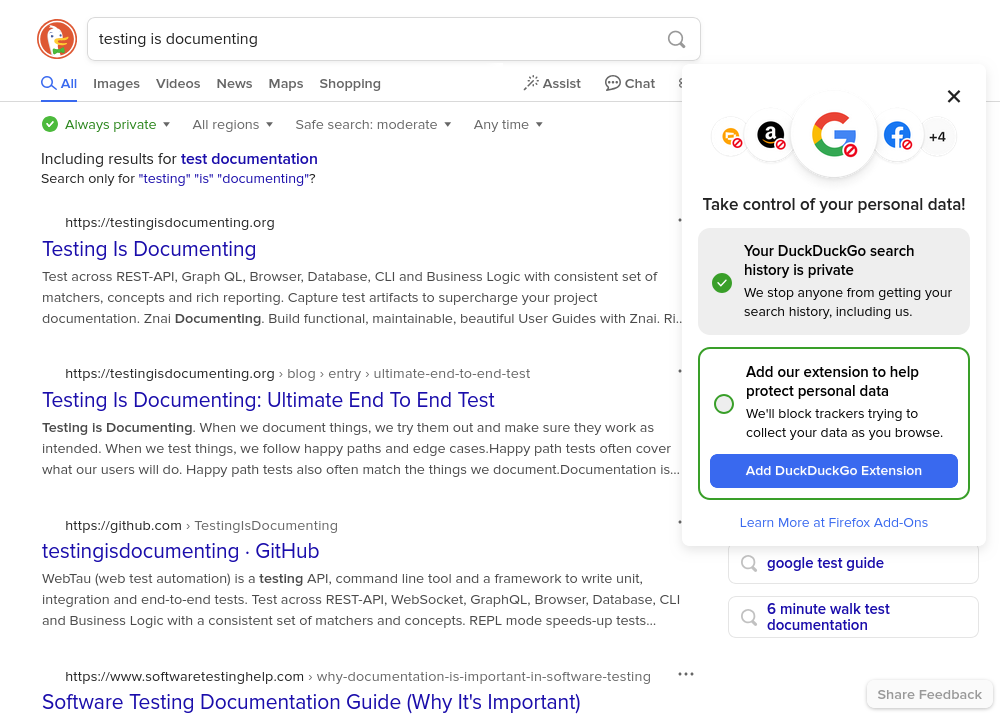 testing is documenting
All Images Videos News Maps Shopping Assist Chat
Always private All regions Safe search: moderate Any time
Including results for test documentation
Search only for "testing" "is" "documenting"?
https://testingisdocumenting.org
Testing Is Documenting
Test across REST-API, Graph QL, Browser, Database, CLI and Business Logic with consistent set of
matchers, concepts and rich reporting. Capture test artifacts to supercharge your project
documentation. Znai Documenting. Build functional, maintainable, beautiful User Guides with Znai. Ri...
https://testingisdocumenting.org › blog › entry › ultimate-end-to-end-test
Testing Is Documenting: Ultimate End To End Test
Testing is Documenting. When we document things, we try them out and make sure they work as
intended. When we test things, we follow happy paths and edge cases.Happy path tests often cover
what our users will do. Happy path tests also often match the things we document.Documentation is...
https://github.com › TestingIsDocumenting
testingisdocumenting · GitHub
WebTau (web test automation) is a testing API, command line tool and a framework to write unit,
integration and end-to-end tests. Test across REST-API, WebSocket, GraphQL, Browser, Database, CLI
and Business Logic with a consistent set of matchers and concepts. REPL mode speeds-up tests...
https://www.softwaretestinghelp.com › why-documentation-is-important-in-software-testing
Software Testing Documentation Guide (Why It's Important)
+4
Take control of your personal data!
Your DuckDuckGo search
history is private
We stop anyone from getting your
search history, including us.
Add our extension to help
protect personal data
We'll block trackers trying to
collect your data as you browse.
Add DuckDuckGo Extension
Learn More at Firefox Add-Ons
google test guide
6 minute walk test
documentation
Share Feedback